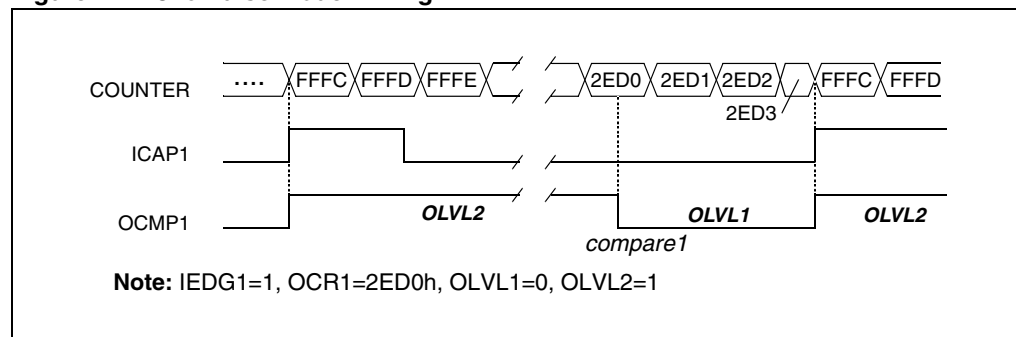 COUNTER .... FFFC FFFD FFFE 2ED0 2ED1 2ED2 FFFC FFFD
2ED3
ICAP1
OCMP1 OLVL2 OLVL1 OLVL2
compare1
Note: IEDG1=1, OCR1=2ED0h, OLVL1=0, OLVL2=1